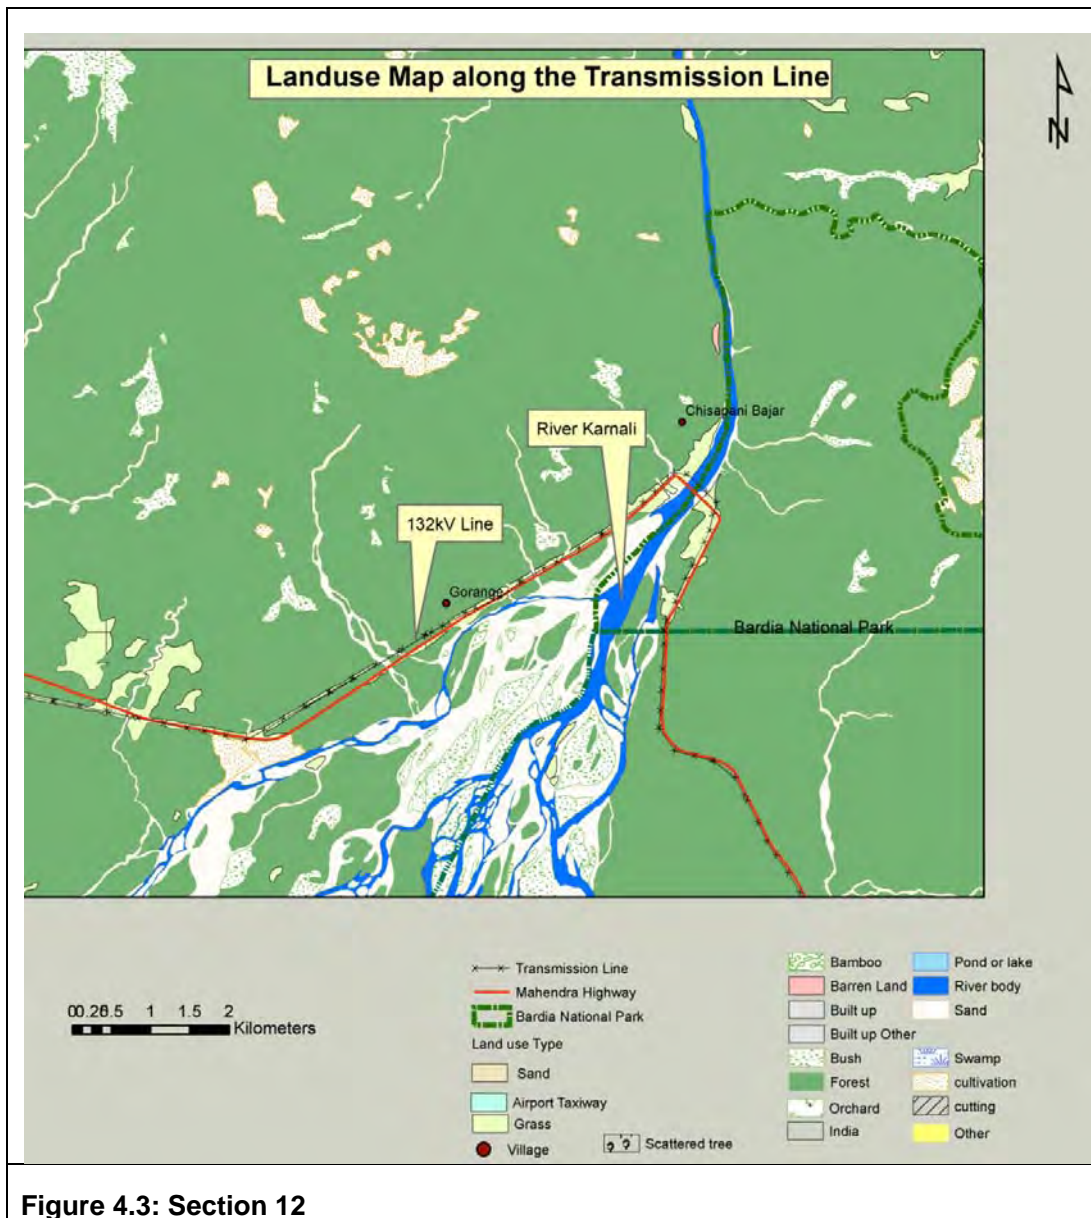 Landuse Map along the Transmission Line
N
Chisapani Bajar
River Karnali
132kV Line
Gorange
Bardia National Park
0 0.25 0.5 1 1.5 2
Kilometers
Transmission Line
Mahendra Highway
Bardia National Park
Land use Type
Sand
Airport Taxiway
Grass
Village
Scattered tree
Bamboo
Barren Land
Built up
Built up Other
Bush
Forest
Orchard
India
Pond or lake
River body
Sand
Swamp
cultivation
cutting
Other
Figure 4.3: Section 12